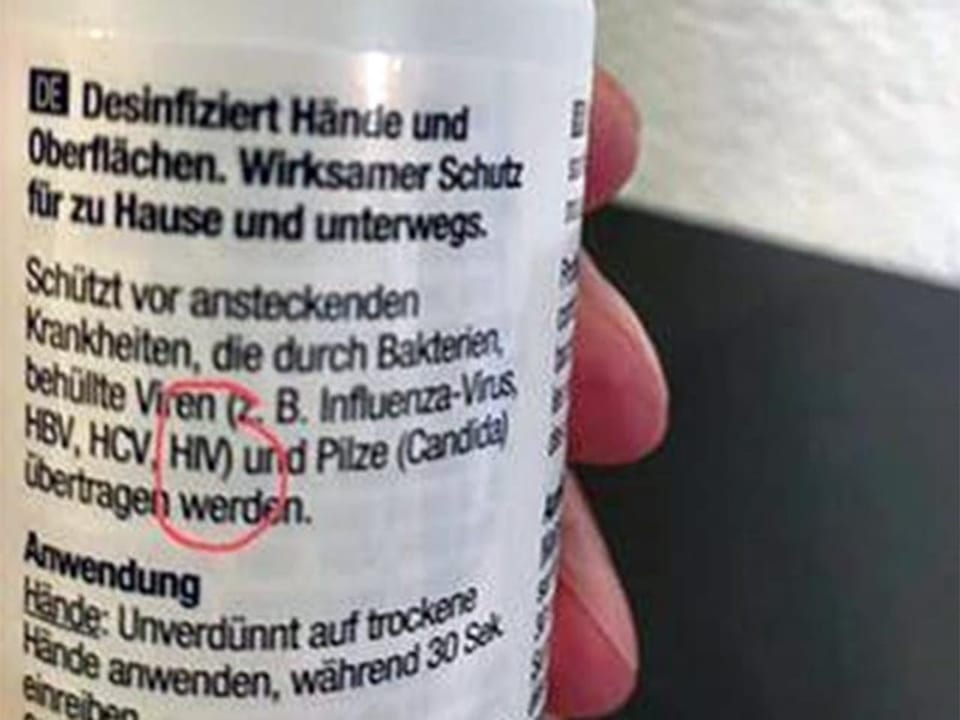 DE Desinfiziert Hände und
Oberflächen. Wirksamer Schutz
für zu Hause und unterwegs.
Schützt vor ansteckenden
Krankheiten, die durch Bakterien,
behüllte Viren (z. B. Influenza-Virus,
HBV, HCV, HIV) und Pilze (Candida)
übertragen werden.
Anwendung
Hände: Unverdünnt auf trockene
Hände anwenden, während 30 Sek
einreiben